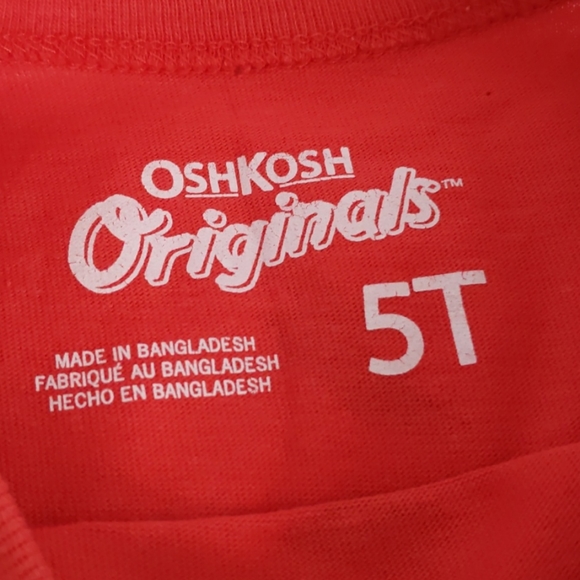 OSHKOSH
Originals™
5T
MADE IN BANGLADESH
FABRIQUÉ AU BANGLADESH
HECHO EN BANGLADESH